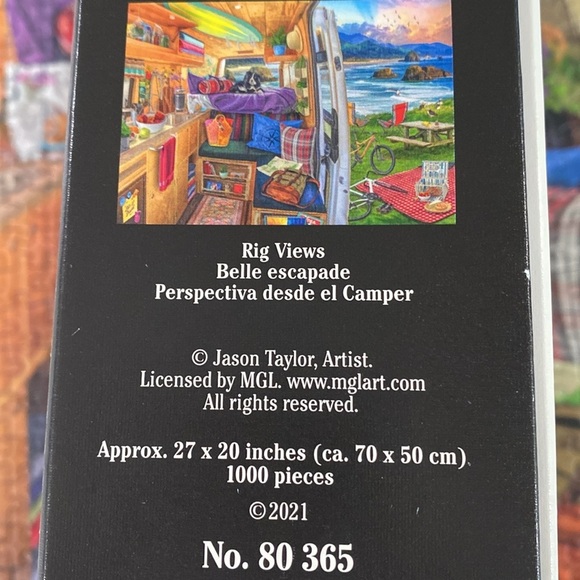 Rig Views
Belle escapade
Perspectiva desde el Camper
© Jason Taylor, Artist.
Licensed by MGL. www.mglart.com
All rights reserved.
Approx. 27 x 20 inches (ca. 70 x 50 cm)
1000 pieces
©2021
No. 80 365